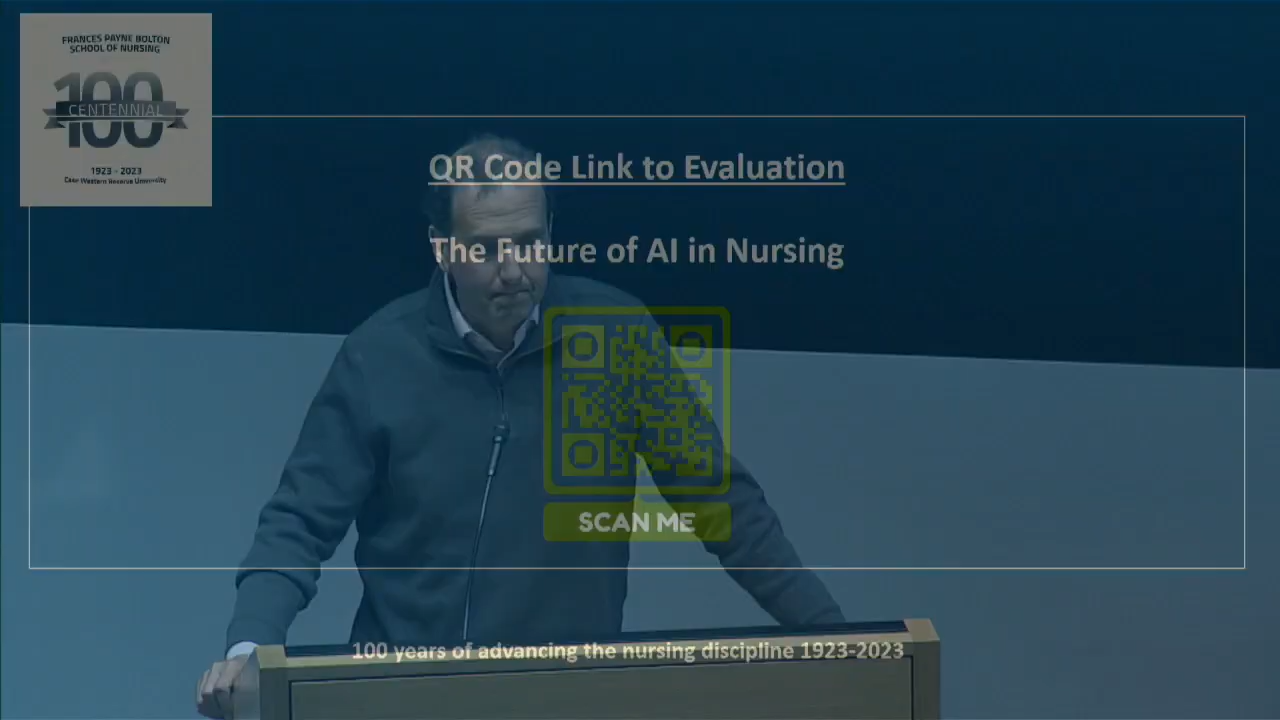 FRANCES PAYNE BOLTON
SCHOOL OF NURSING
100
CENTENNIAL
1923 - 2023
Case Western Reserve University
QR Code Link to Evaluation
The Future of AI in Nursing
SCAN ME
100 years of advancing the nursing discipline 1923-2023